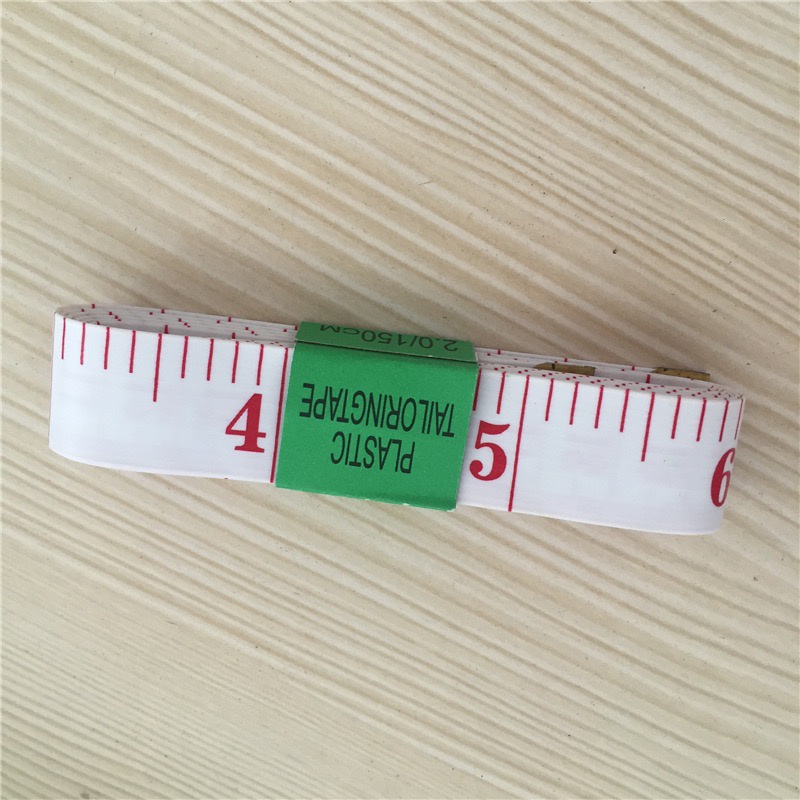 2.0/150CM
PLASTIC
TAILORINGTAPE
4
5
6